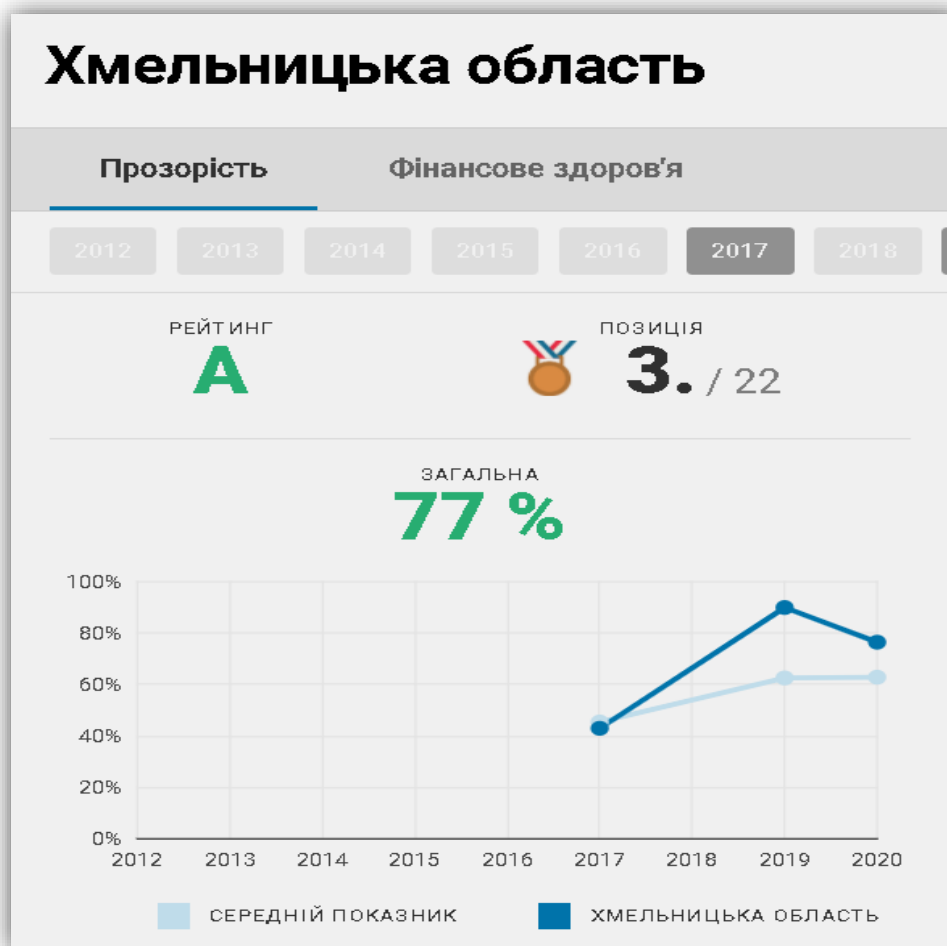 Хмельницька область
Прозорість Фінансове здоров'я
2012 2013 2014 2015 2016 2017 2018
РЕЙТИНГ ПОЗИЦІЯ
A 3. / 22
ЗАГАЛЬНА
77 %
100%
80%
60%
40%
20%
0%
2012 2013 2014 2015 2016 2017 2018 2019 2020
СЕРЕДНІЙ ПОКАЗНИК ХМЕЛЬНИЦЬКА ОБЛАСТЬ